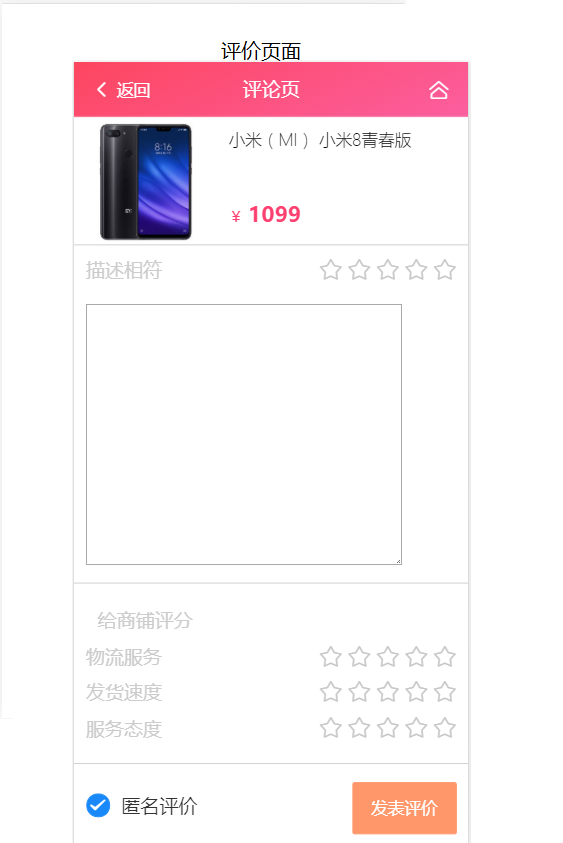 评价页面
返回 评论页
8:16
小米（MI） 小米8青春版
¥ 1099
描述相符
给商铺评分
物流服务
发货速度
服务态度
匿名评价 发表评价